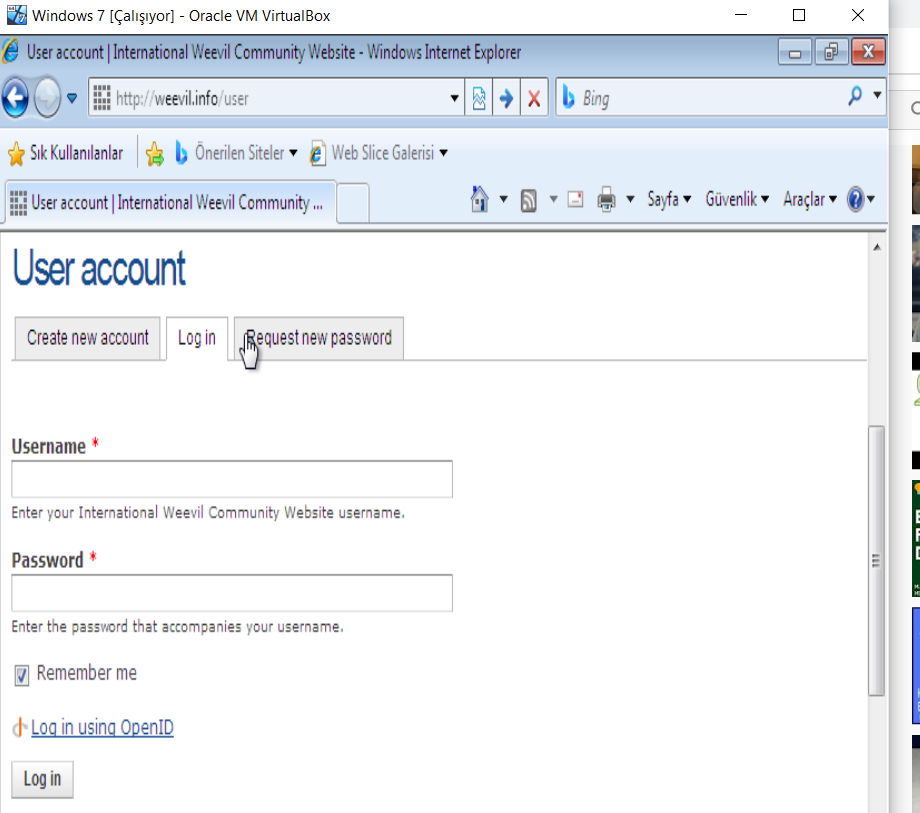 Windows 7 [Çalışıyor] - Oracle VM VirtualBox
User account | International Weevil Community Website - Windows Internet Explorer
http://weevil.info/user
Bing
Sık Kullanılanlar
Önerilen Siteler
Web Slice Galerisi
User account | International Weevil Community ...
Sayfa
Güvenlik
Araçlar
User account
Create new account
Log in
Request new password
Username *
Enter your International Weevil Community Website username.
Password *
Enter the password that accompanies your username.
Remember me
Log in using OpenID
Log in